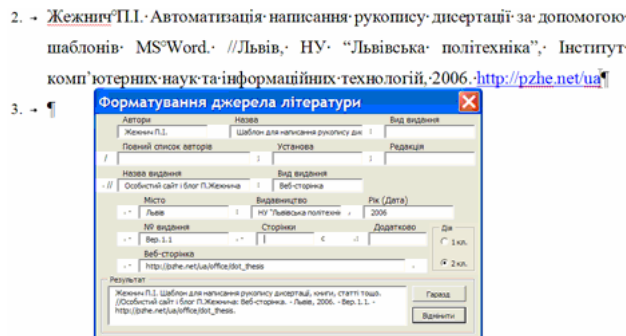 2. Жежнич П.І. Автоматизація написання рукопису дисертації за допомогою
шаблонів MS Word. //Львів, НУ “Львівська політехніка”, Інститут
комп’ютерних наук та інформаційних технологій, 2006. http://pzhe.net/ua¶
3. ¶
Форматування джерела літератури
Автори Назва Вид видання
Жежнич П.І. Шаблон для написання рукопису дис :
Повний список авторів Установа Редакція
/ ; ;
Назва видання Вид видання
. - // Особистий сайт і блог П.Жежнича : Веб-сторінка
Місто Видавництво Рік (Дата)
. - Львів : НУ "Львівська політехні , 2006
№ видання Сторінки Додатково Дія
. - Вер.1.1 . - с 1 кл.
Веб-сторінка 2 кл.
. - http://pzhe.net/ua/office/dot_thesis .
Результат
Жежнич П.І. Шаблон для написання рукопису дисертації, книги, статті тощо. Гаразд
//Особистий сайт і блог П.Жежнича: Веб-сторінка. - Львів, 2006. - Вер.1.1. -
http://pzhe.net/ua/office/dot_thesis. Відмінити